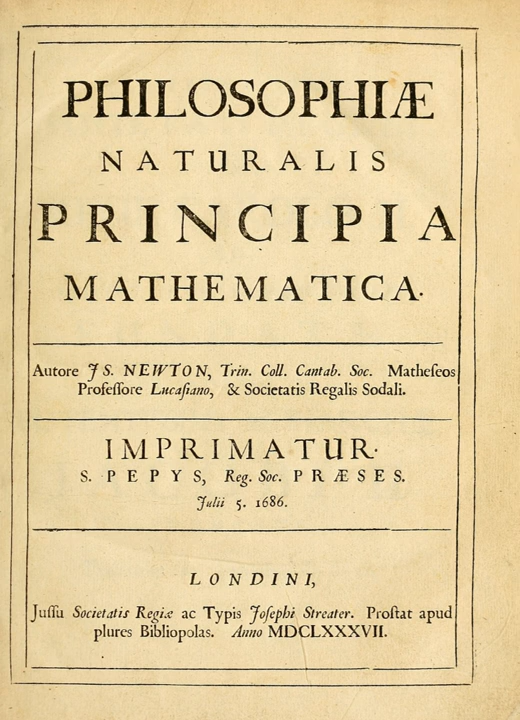 PHILOSOPHIÆ
NATURALIS
PRINCIPIA
MATHEMATICA.
Autore JS. NEWTON, Trin. Coll. Cantab. Soc. Matheseos
Professore Lucasiano, & Societatis Regalis Sodali.
IMPRIMATUR.
S. PEPYS, Reg. Soc. PRÆSES.
Julii 5. 1686.
LONDINI,
Jussu Societatis Regiæ ac Typis Josephi Streater. Prostat apud
plures Bibliopolas. Anno MDCLXXXVII.